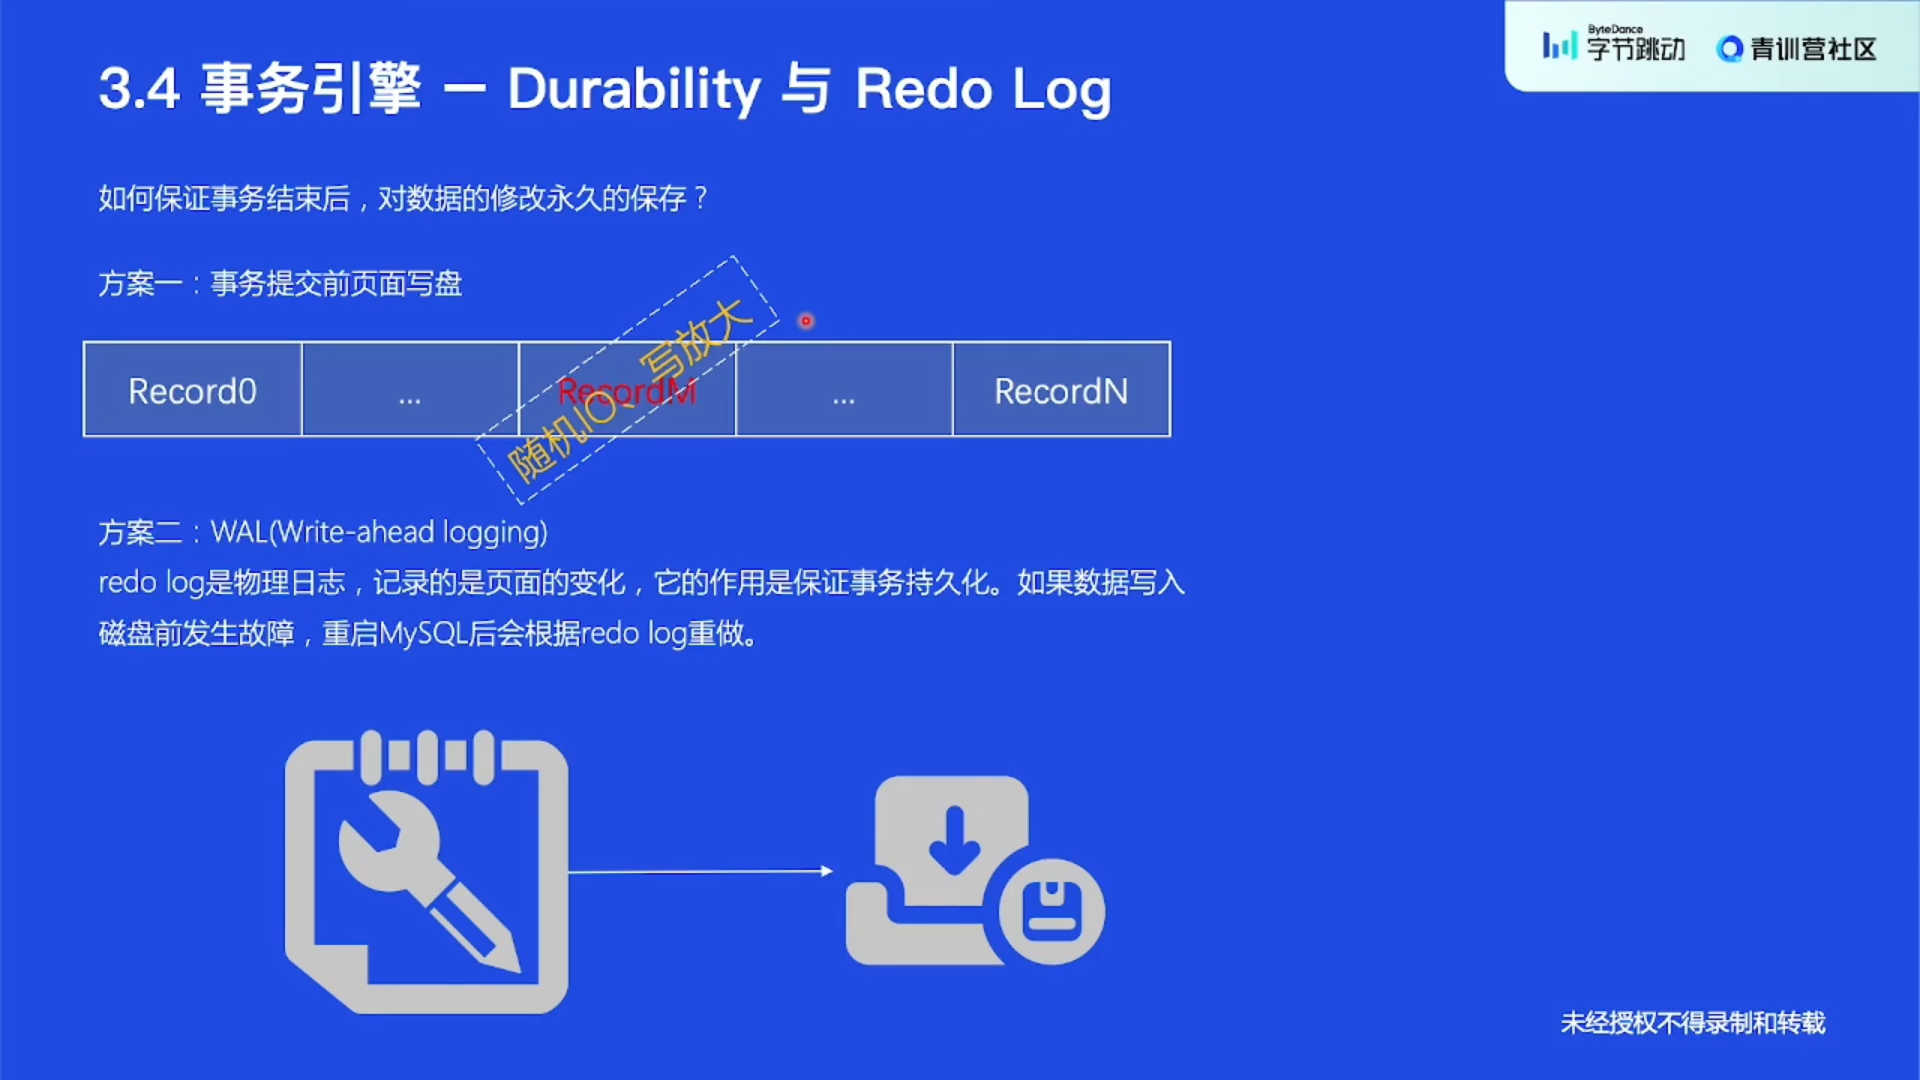 ByteDance
字节跳动
青训营社区
3.4 事务引擎 — Durability 与 Redo Log
如何保证事务结束后，对数据的修改永久的保存？
方案一：事务提交前页面写盘
Record0
...
RecordM
...
RecordN
随机IO、写放大
方案二：WAL(Write-ahead logging)
redo log是物理日志，记录的是页面的变化，它的作用是保证事务持久化。如果数据写入
磁盘前发生故障，重启MySQL后会根据redo log重做。
未经授权不得录制和转载